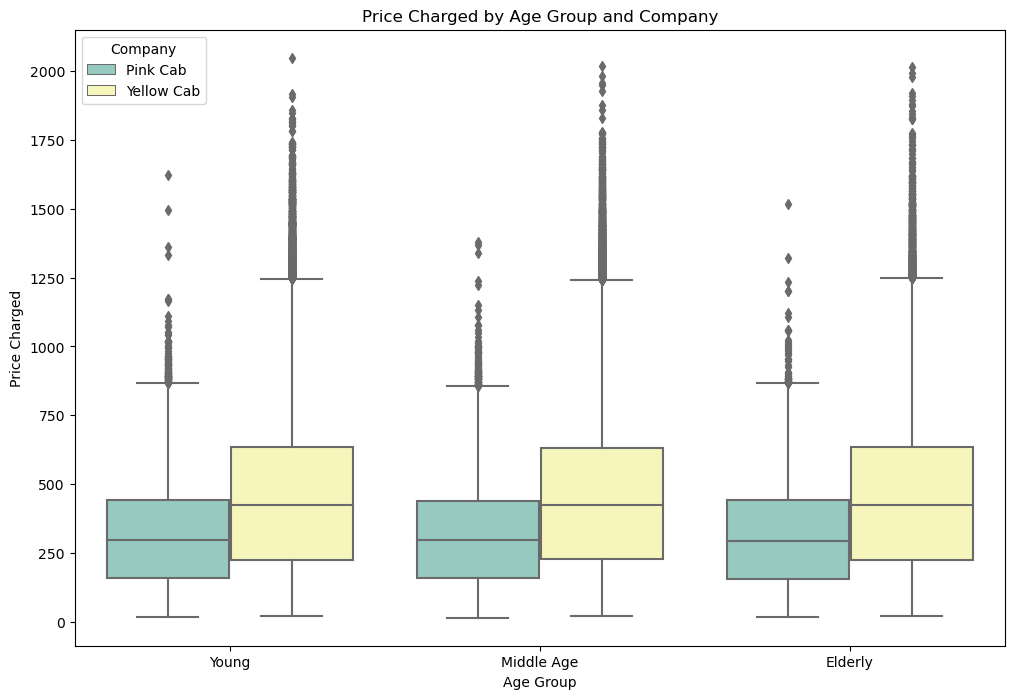 Price Charged by Age Group and Company
Company
Pink Cab
Yellow Cab
2000
1750
1500
1250
1000
750
500
250
0
Price Charged
Young
Middle Age
Elderly
Age Group